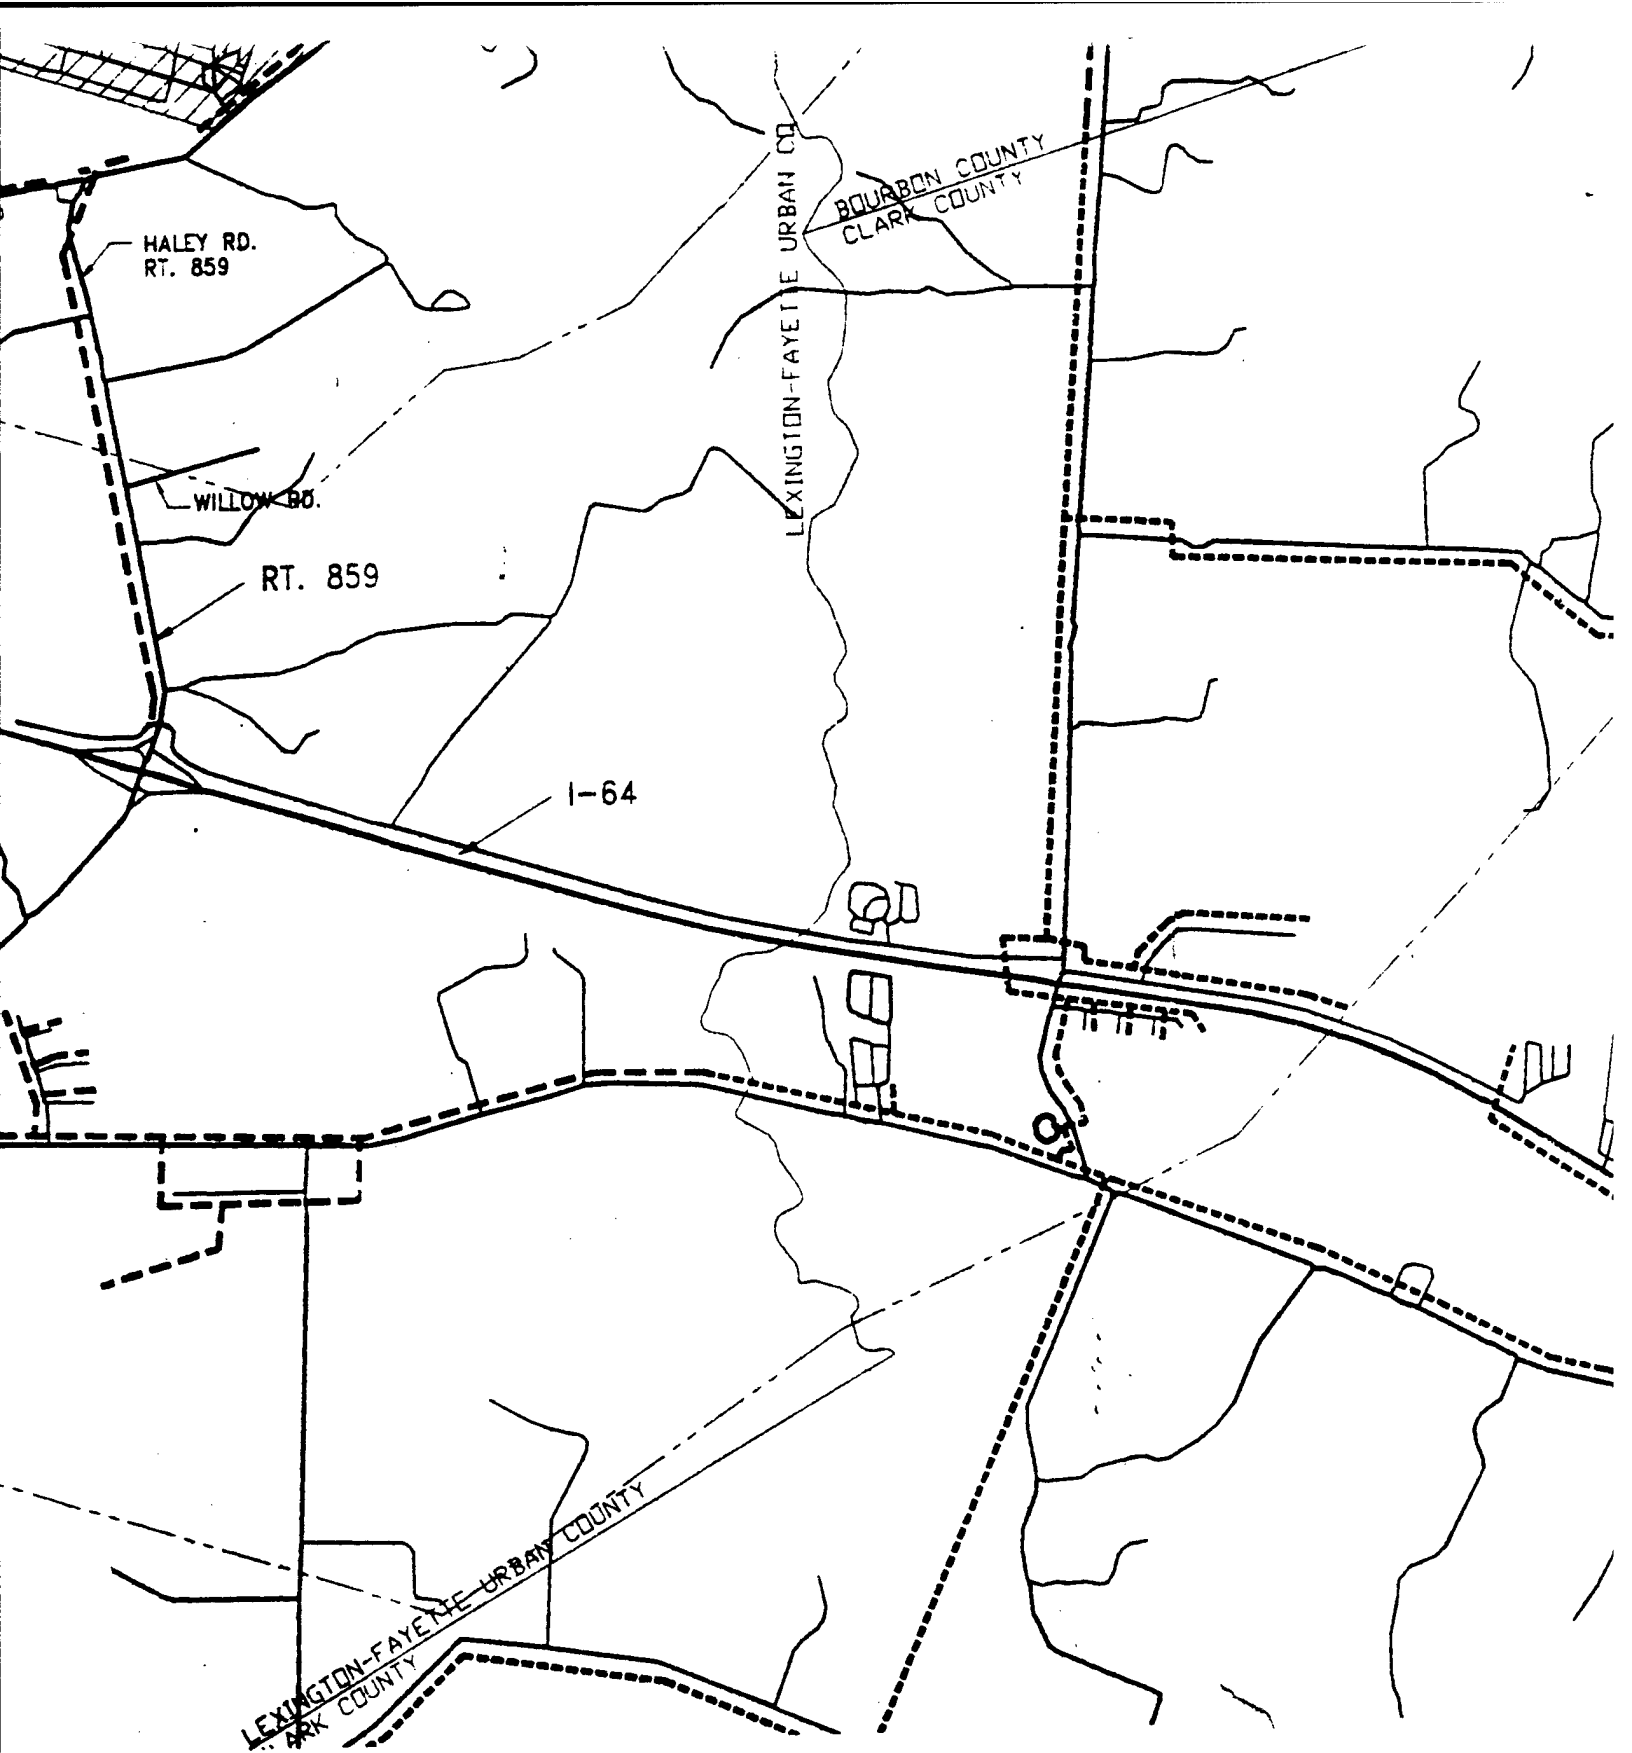 LEXINGTON-FAYETTE URBAN CO
BOURBON COUNTY
CLARK COUNTY
HALEY RD.
RT. 859
WILLOW RD.
RT. 859
I-64
LEXINGTON-FAYETTE URBAN COUNTY
ARK COUNTY